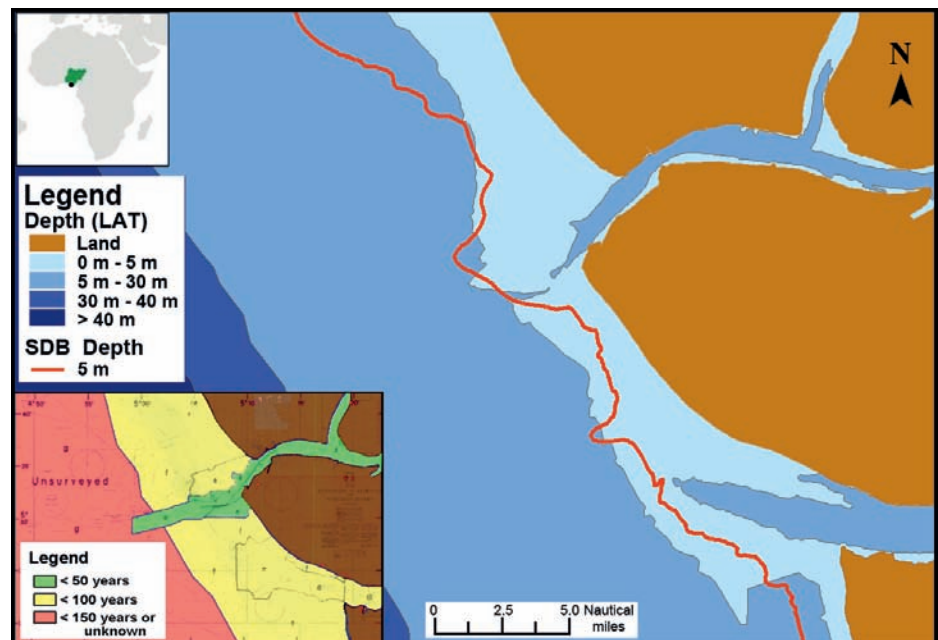 N
Legend
Depth (LAT)
Land
0 m - 5 m
5 m - 30 m
30 m - 40 m
> 40 m
SDB Depth
5 m
Unsurveyed
Legend
< 50 years
< 100 years
< 150 years or
unknown
0 2.5 5.0 Nautical
miles